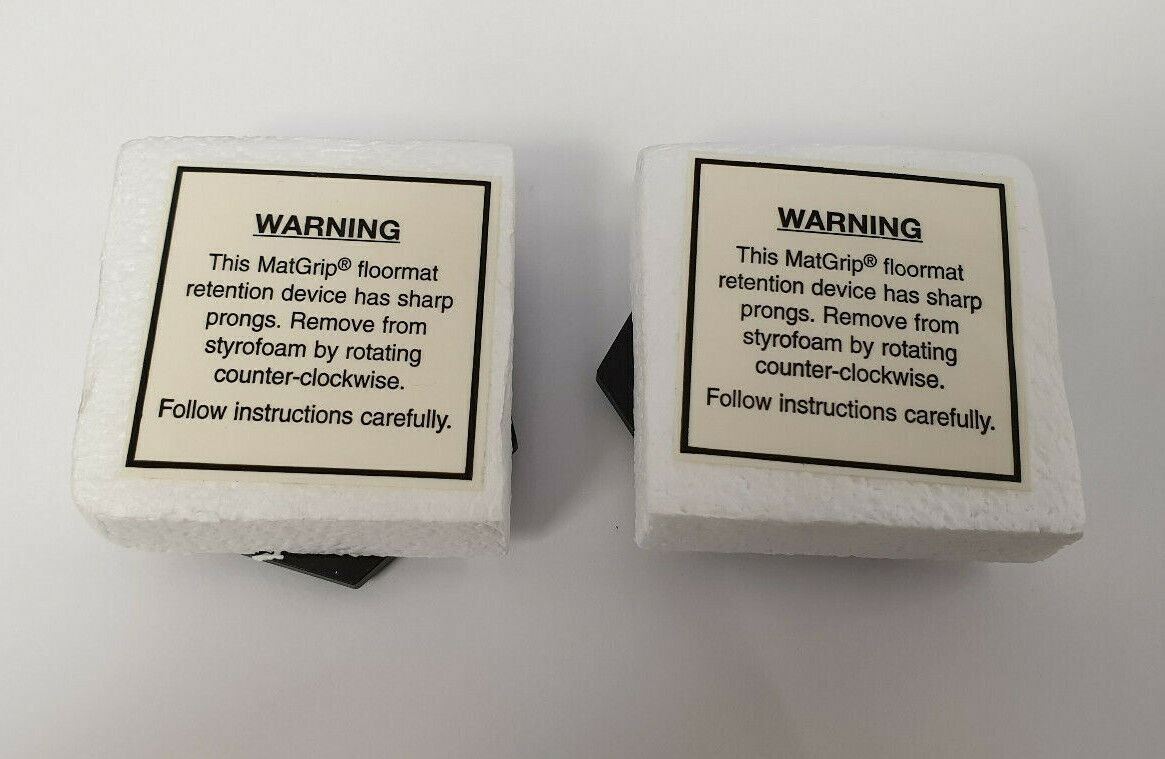 WARNING
This MatGrip® floormat
retention device has sharp
prongs. Remove from
styrofoam by rotating
counter-clockwise.
Follow instructions carefully.
WARNING
This MatGrip® floormat
retention device has sharp
prongs. Remove from
styrofoam by rotating
counter-clockwise.
Follow instructions carefully.